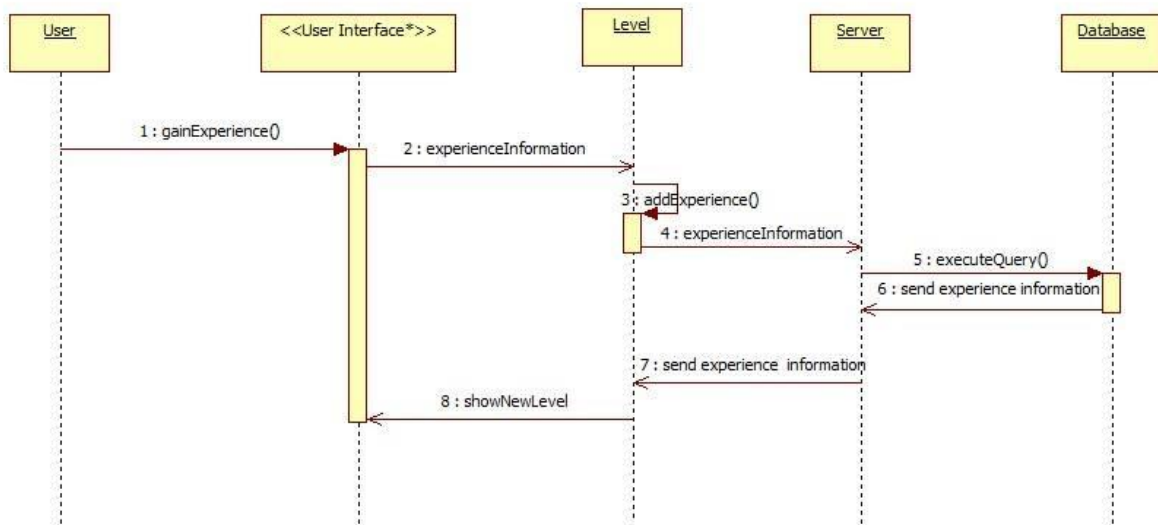 User
<<User Interface*>>
Level
Server
Database
1 : gainExperience()
2 : experienceInformation
3 : addExperience()
4 : experienceInformation
5 : executeQuery()
6 : send experience information
7 : send experience information
8 : showNewLevel